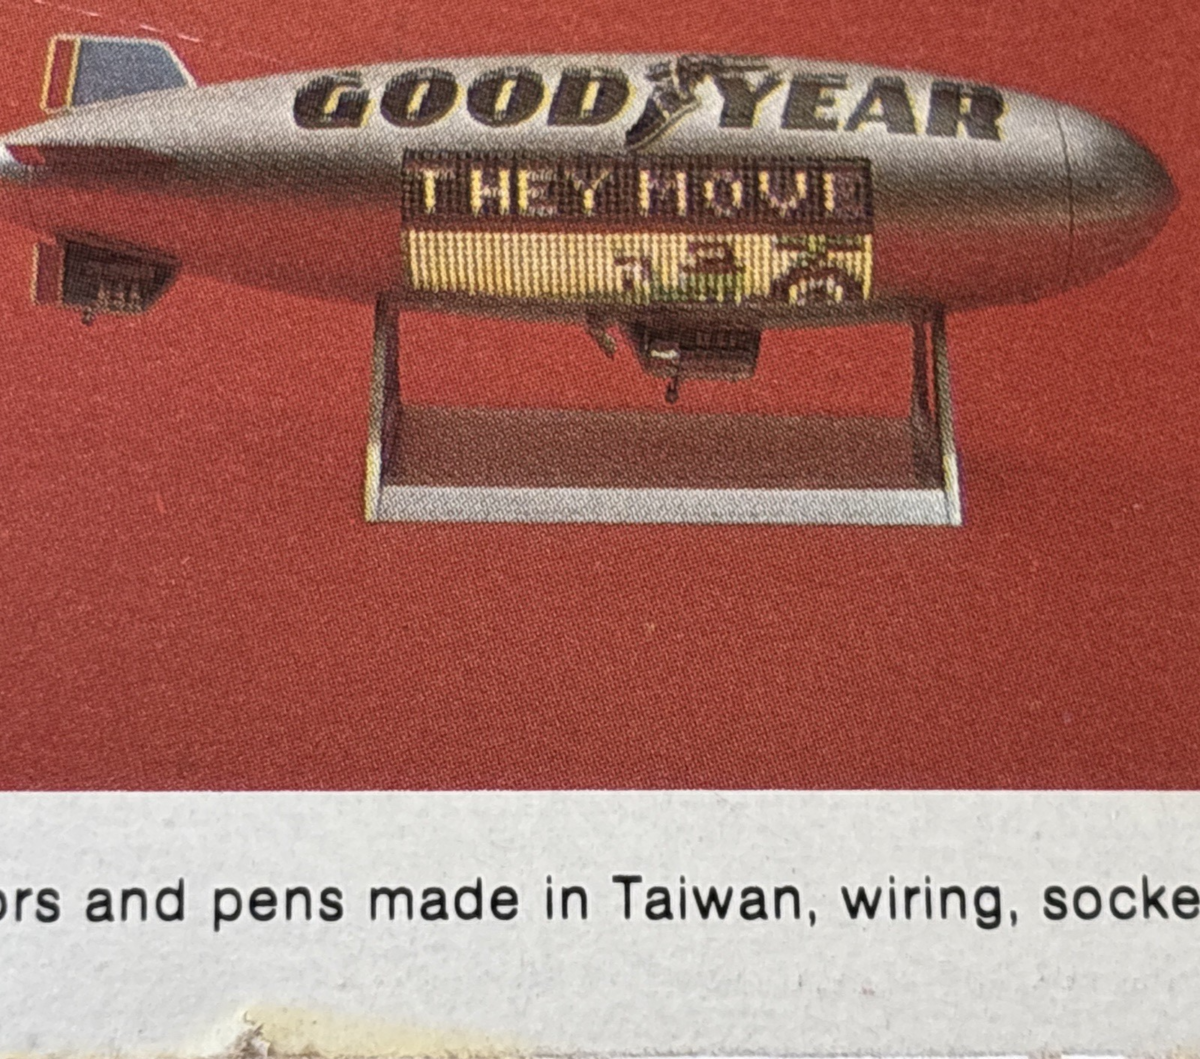 GOODYEAR
THEY MOVE
ors and pens made in Taiwan, wiring, socke